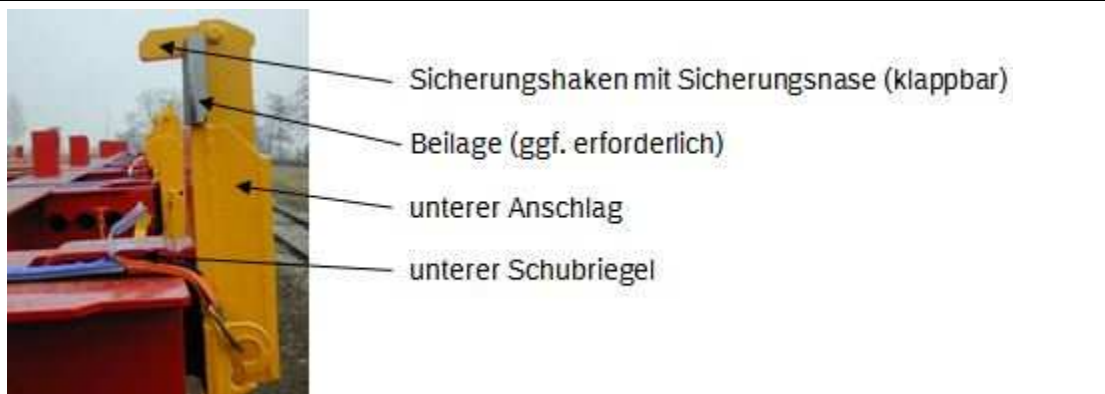 Sicherungshaken mit Sicherungsnase (klappbar)
Beilage (ggf. erforderlich)
unterer Anschlag
unterer Schubriegel